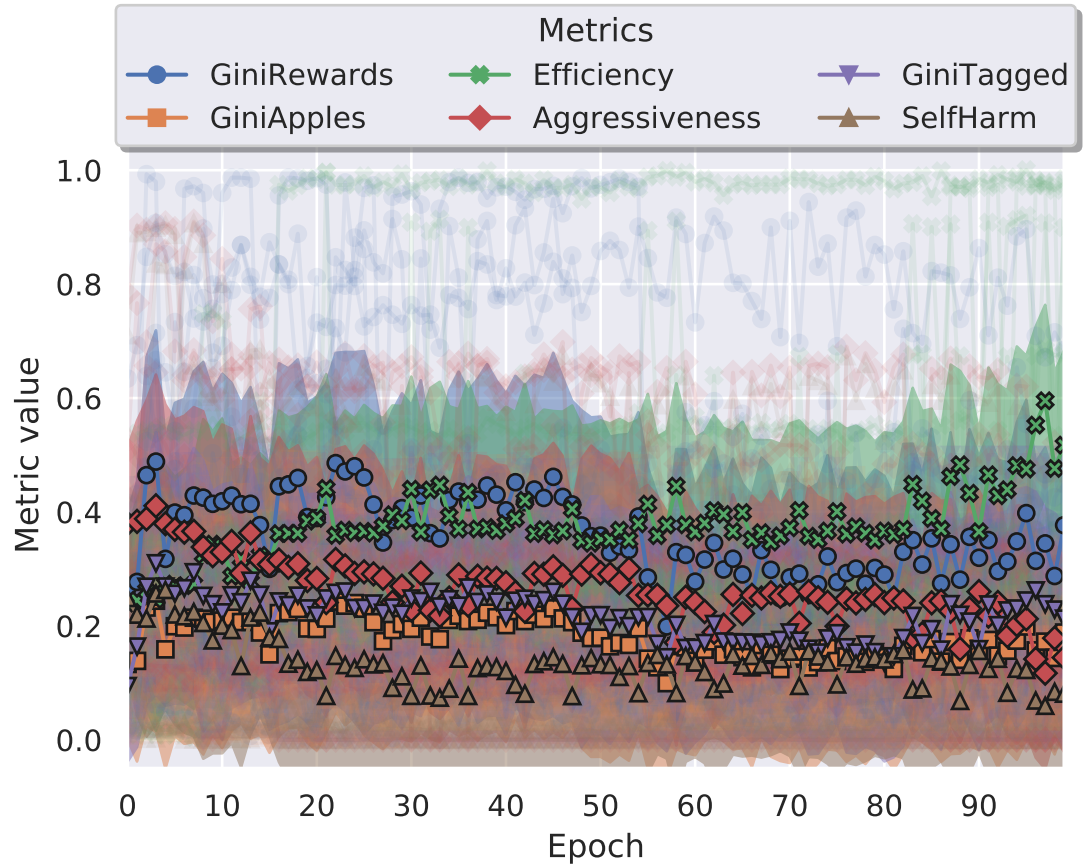 Metrics
GiniRewards Efficiency GiniTagged
GiniApples Aggressiveness SelfHarm
1.0
0.8
0.6
0.4
0.2
0.0
Metric value
0 10 20 30 40 50 60 70 80 90
Epoch